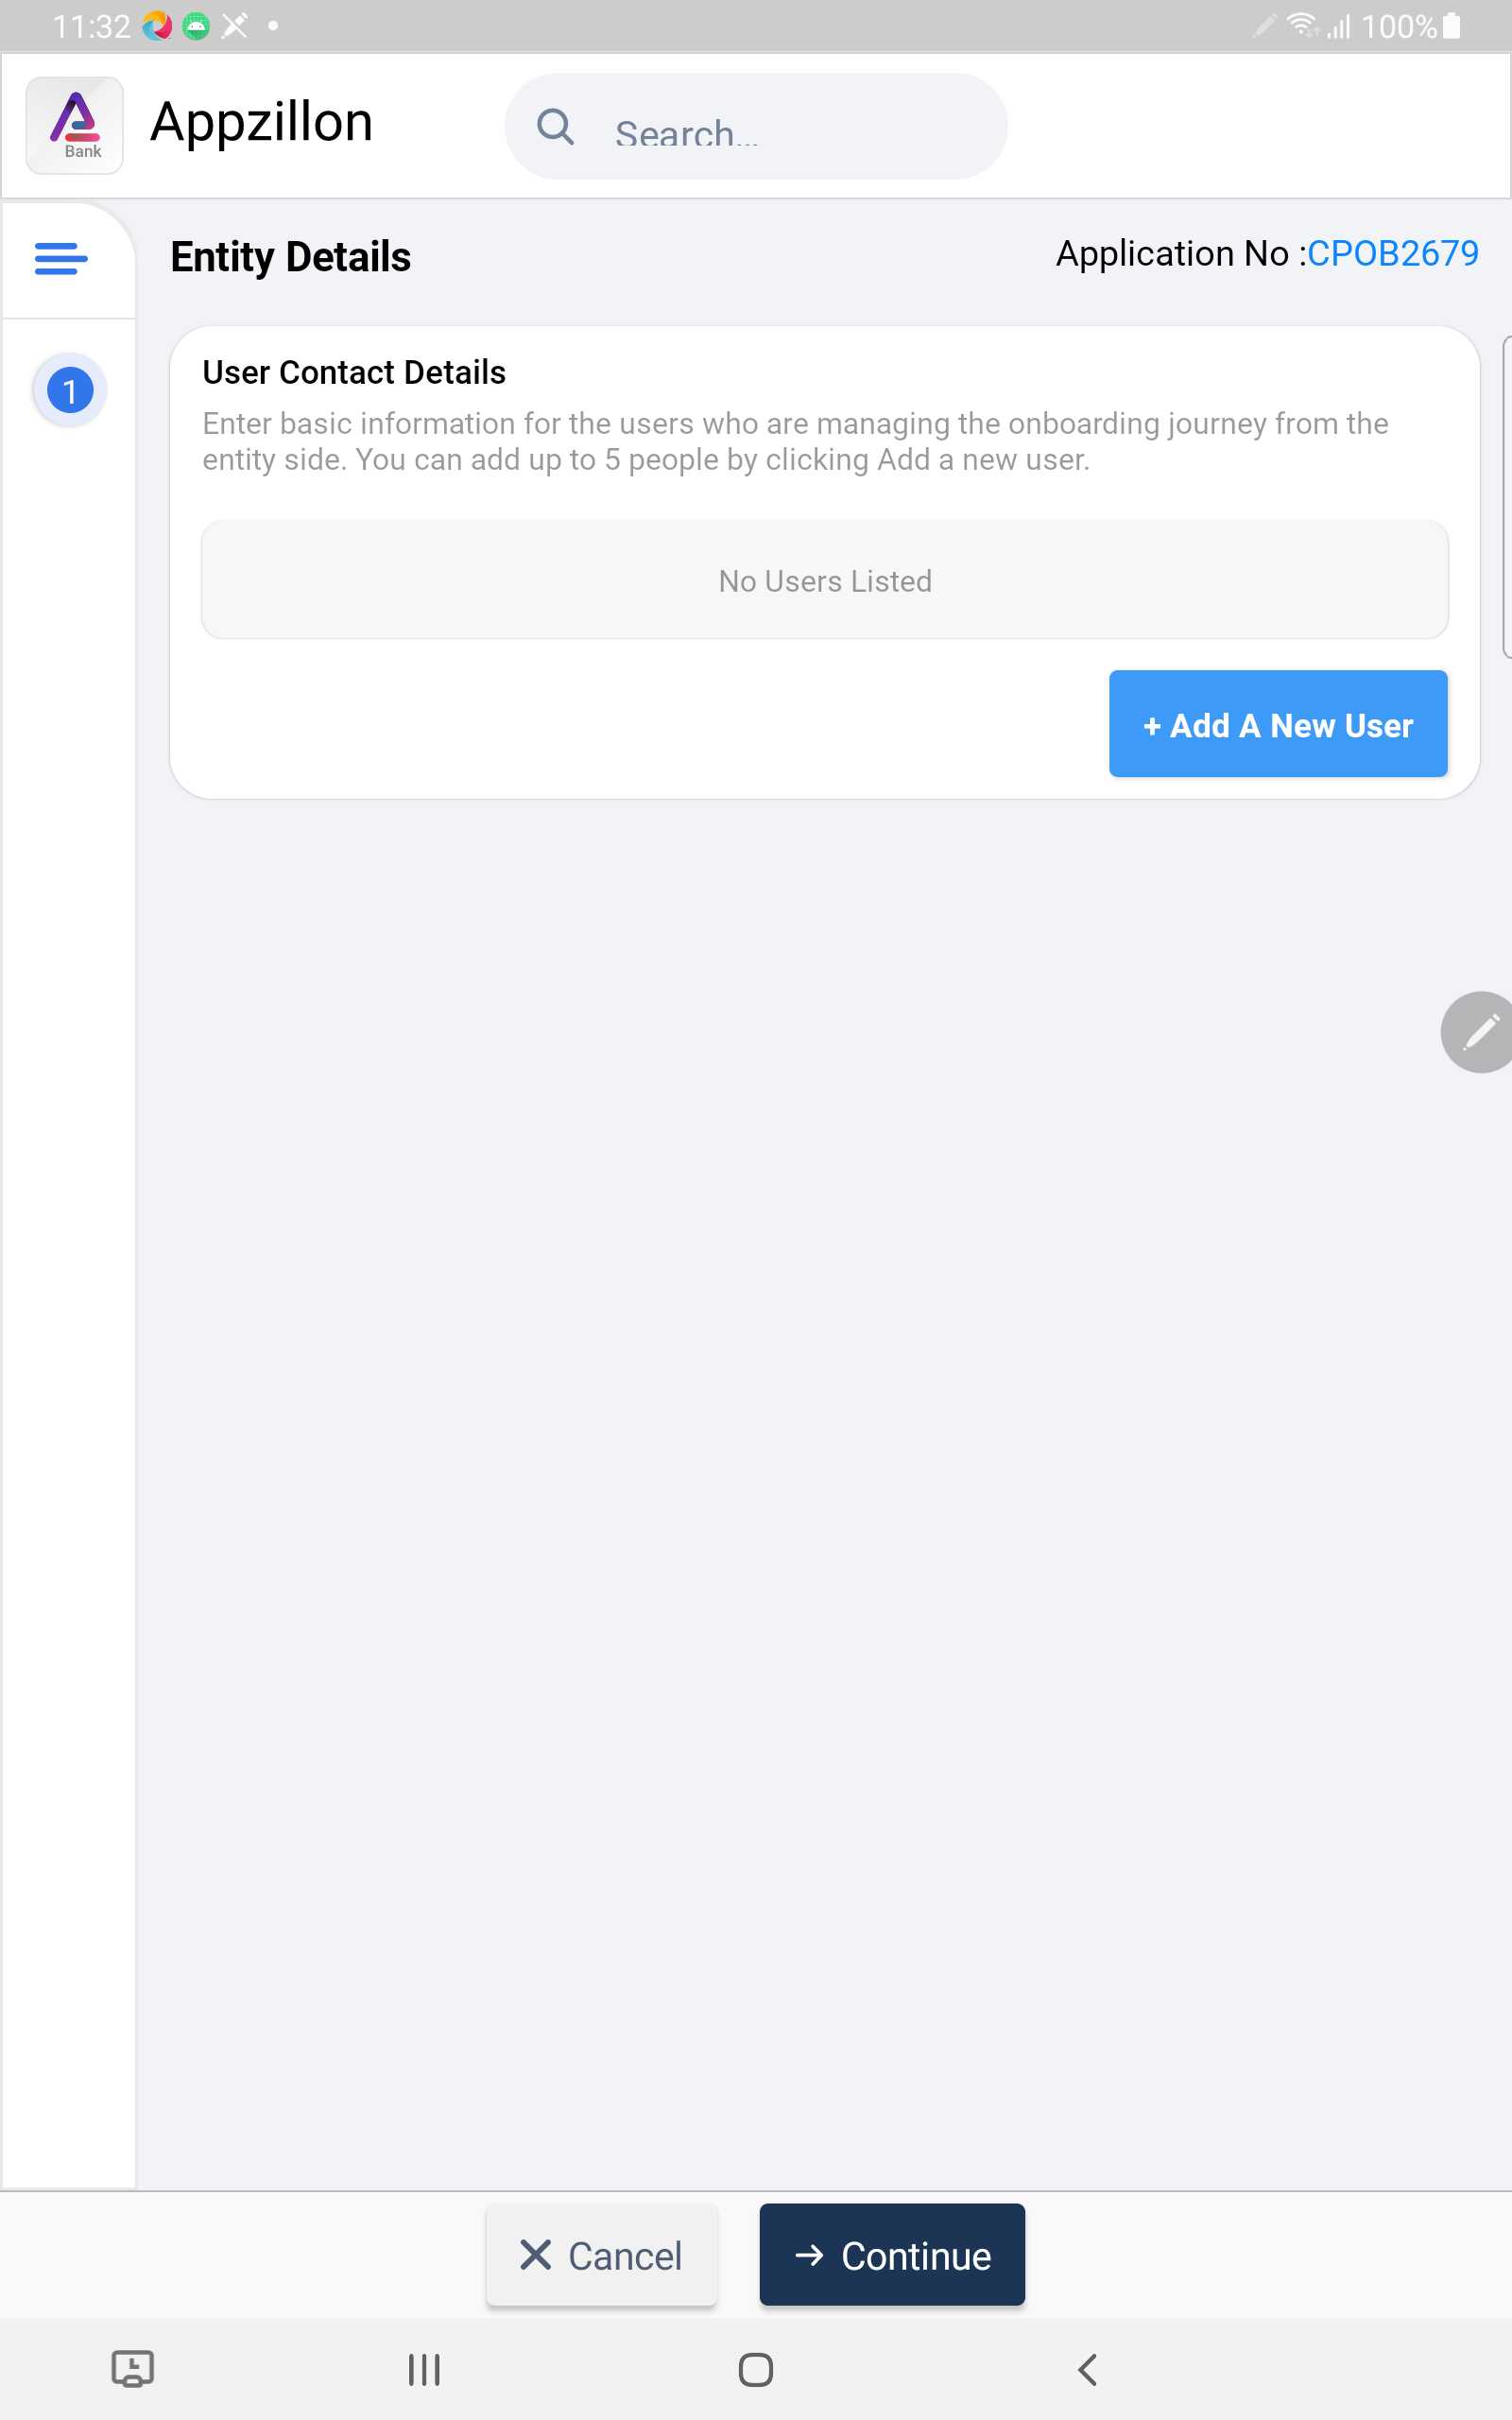 11:32
100%
Bank
Appzillon
Search...
Entity Details
Application No :CPOB2679
1
User Contact Details
Enter basic information for the users who are managing the onboarding journey from the
entity side. You can add up to 5 people by clicking Add a new user.
No Users Listed
+ Add A New User
Cancel
Continue